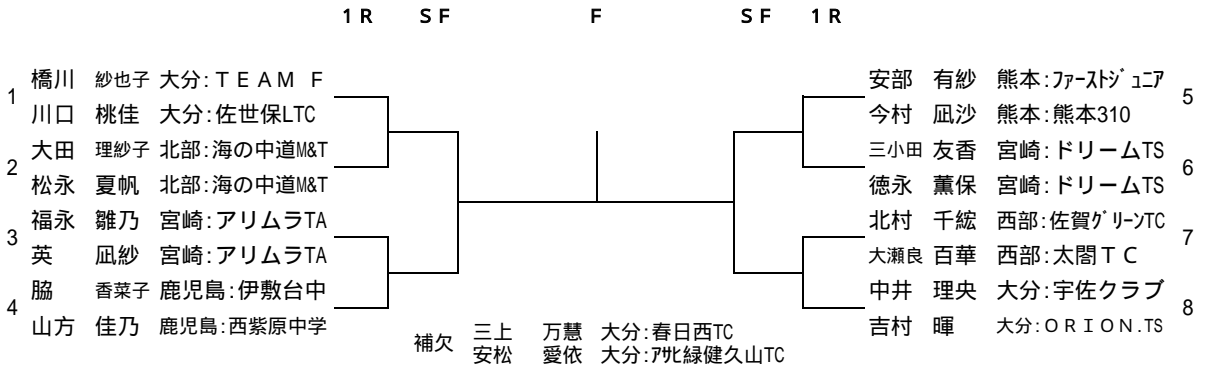 1R SF F SF 1R
1 橋川 紗也子 大分:TEAM F
川口 桃佳 大分:佐世保LTC
2 大田 理紗子 北部:海の中道M&T
松永 夏帆 北部:海の中道M&T
3 福永 雛乃 宮崎:アリムラTA
英 凪紗 宮崎:アリムラTA
4 脇 香菜子 鹿児島:伊敷台中
山方 佳乃 鹿児島:西紫原中学
安部 有紗 熊本:ファーストジュニア 5
今村 凪沙 熊本:熊本310
三小田 友香 宮崎:ドリームTS 6
徳永 薫保 宮崎:ドリームTS
北村 千紘 西部:佐賀グリーンTC 7
大瀬良 百華 西部:太閤TC
中井 理央 大分:宇佐クラブ 8
吉村 暉 大分:ORION.TS
補欠 三上 万慧 大分:春日西TC
安松 愛依 大分:アサヒ緑健久山TC